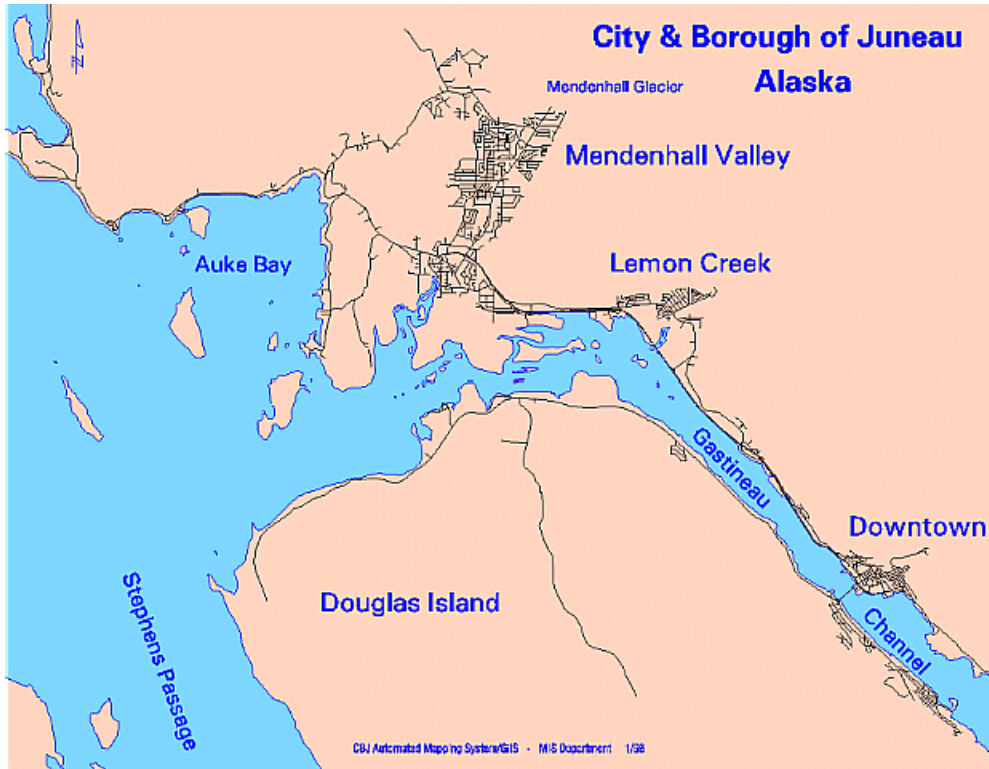 City & Borough of Juneau
Alaska
N
Mendenhall Glacier
Mendenhall Valley
Auke Bay
Lemon Creek
Gastineau
Downtown
Stephens Passage
Douglas Island
Channel
CBJ Automated Mapping System/GIS - MIS Department 1/98